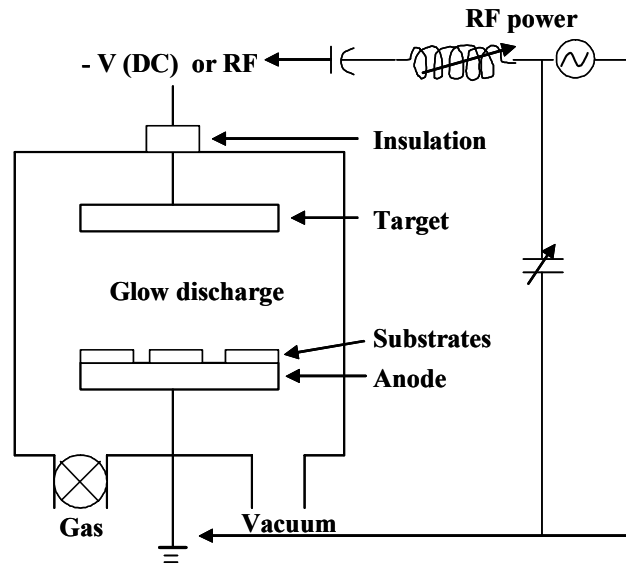 RF power
- V (DC) or RF
Insulation
Target
Glow discharge
Substrates
Anode
Gas
Vacuum